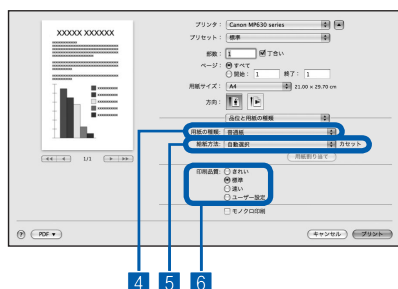 XXXXX XXXXXX
1/1
プリンタ： Canon MP630 series
プリセット： 標準
部数： 1 丁合い
ページ： すべて
開始： 1 終了： 1
用紙サイズ： A4 21.00 × 29.70 cm
方向：
品位と用紙の種類
用紙の種類： 普通紙
給紙方法： 自動選択 カセット
用紙割り当て
印刷品質： きれい
標準
速い
ユーザー設定
モノクロ印刷
? PDF キャンセル プリント
4 5 6